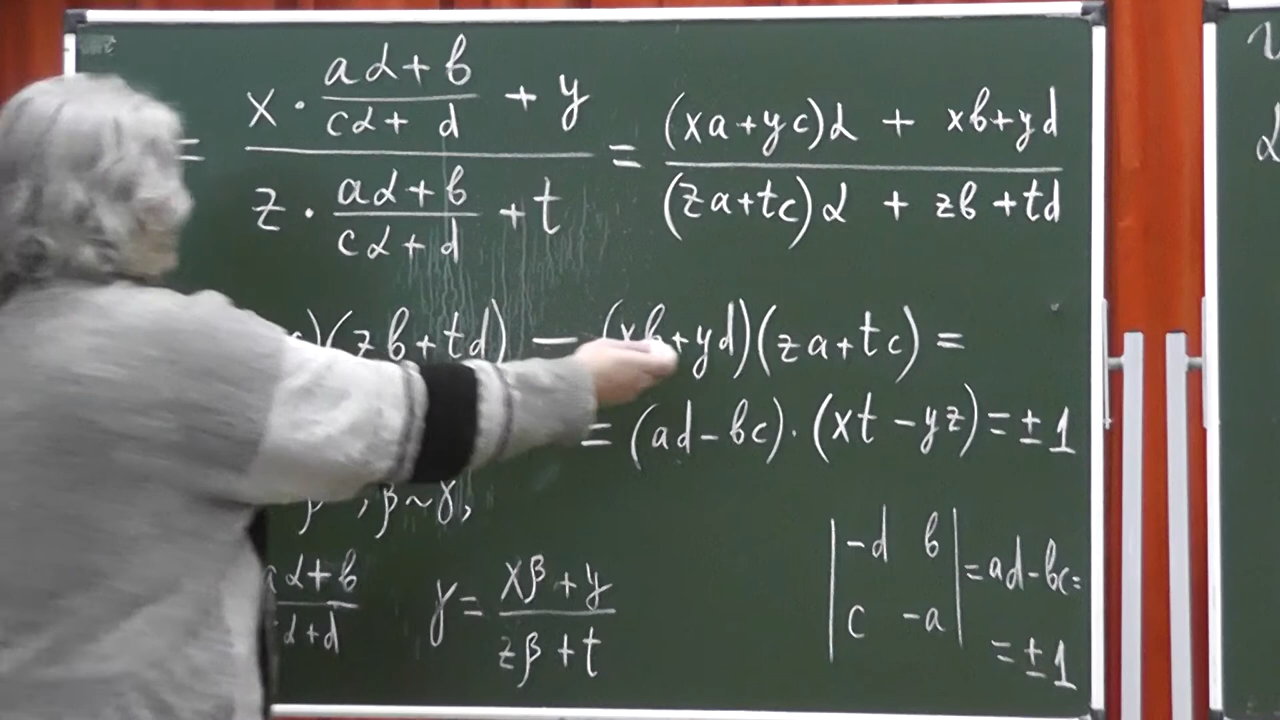 = (x · (aα + b)/(cα + d) + y)/(z · (aα + b)/(cα + d) + t) = ((xa + yc)α + xb + yd)/((za + tc)α + zb + td)
)(zb + td) — (xb + yd)(za + tc) =
= (ad - bc) · (xt - yz) = ± 1
, β ~ γ,
aα + b / α + d γ = (xβ + y)/(zβ + t)
| -d b | = ad - bc =
| c -a | = ± 1